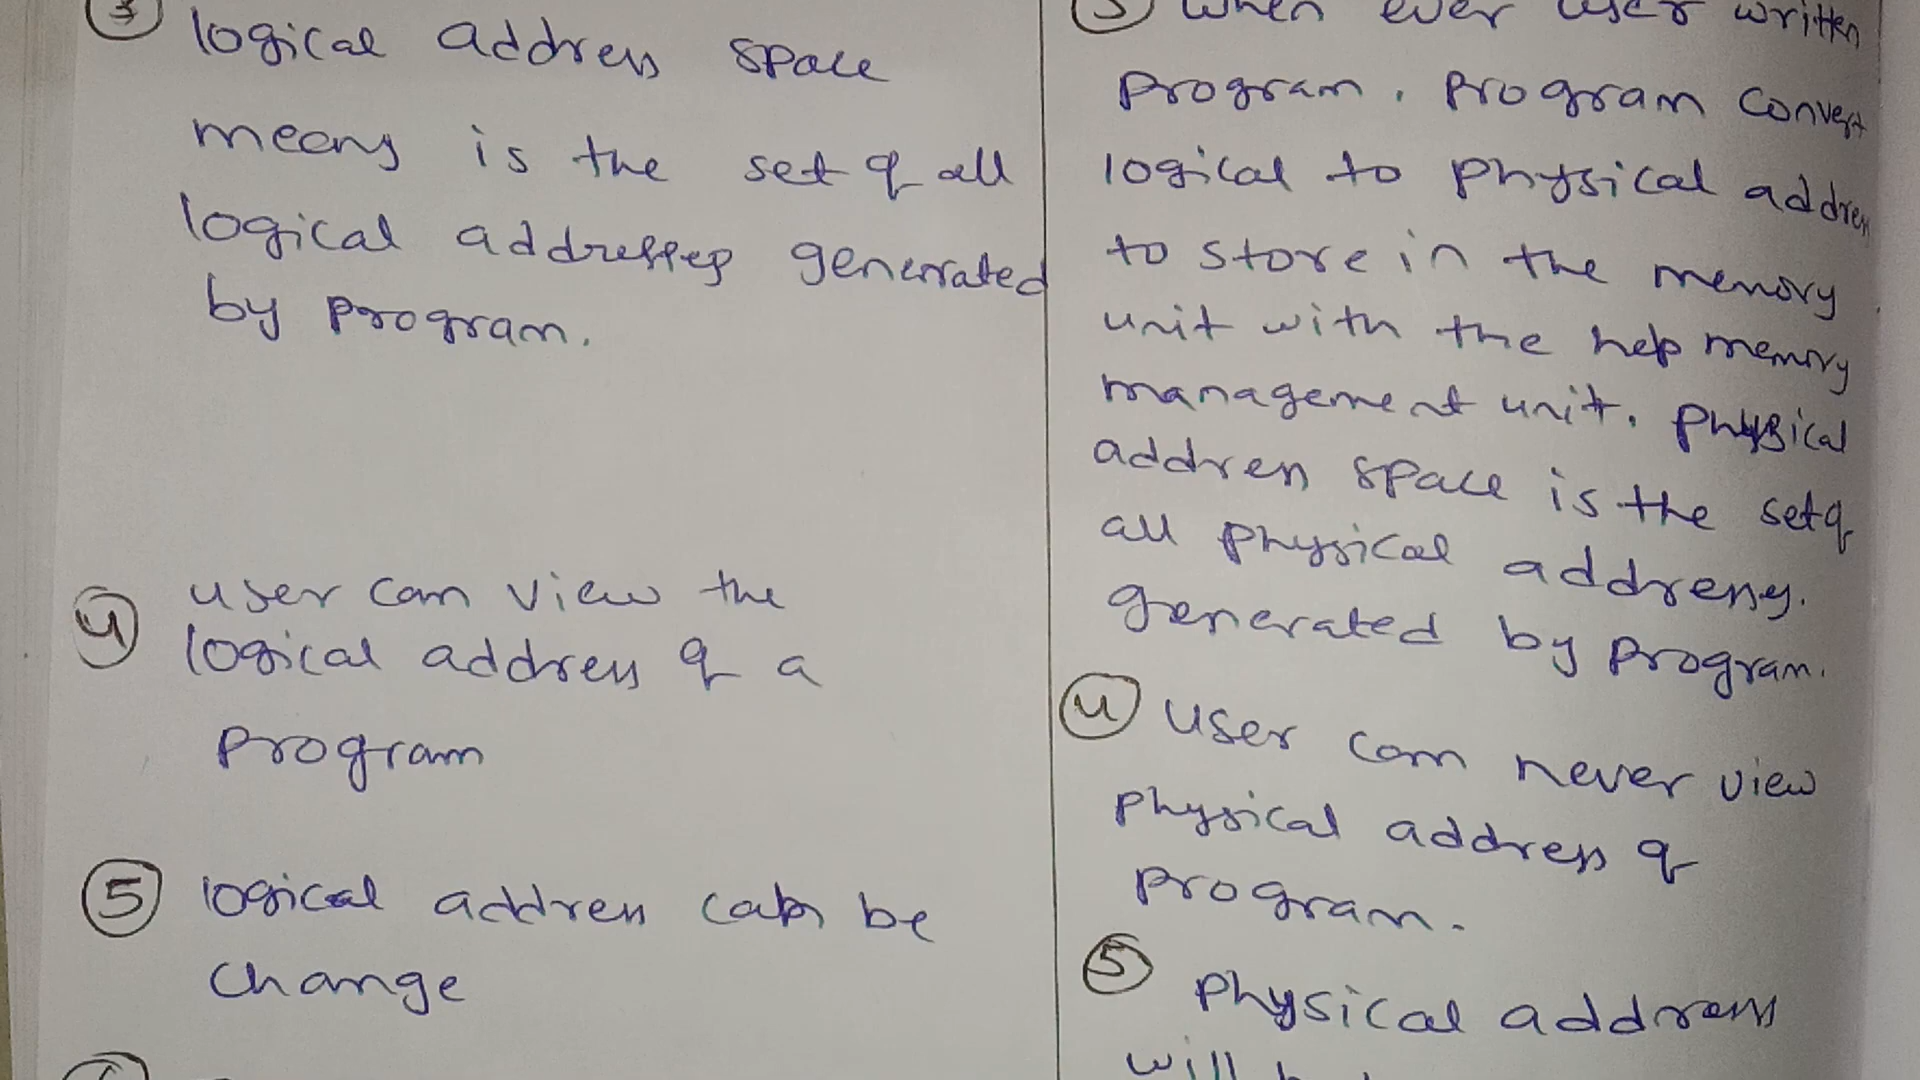 3 logical address space
means is the set of all
logical addresses generated
by program.
4 user can view the
logical address of a
program
5 logical address can be
change
3 when ever user written
program. program convert
logical to physical address
to store in the memory
unit with the help memory
management unit. physical
address space is the set of
all physical address.
generated by program.
4 user can never view
physical address of
program.
5 physical address
will